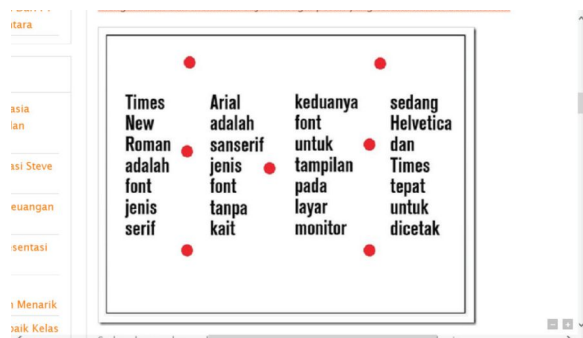 ntara
asia
lan
asi Steve
euangan
sentasi
Menarik
baik Kelas
Times
New
Roman
adalah
font
jenis
serif
Arial
adalah
sanserif
jenis
font
tanpa
kait
keduanya
font
untuk
tampilan
pada
layar
monitor
sedang
Helvetica
dan
Times
tepat
untuk
dicetak